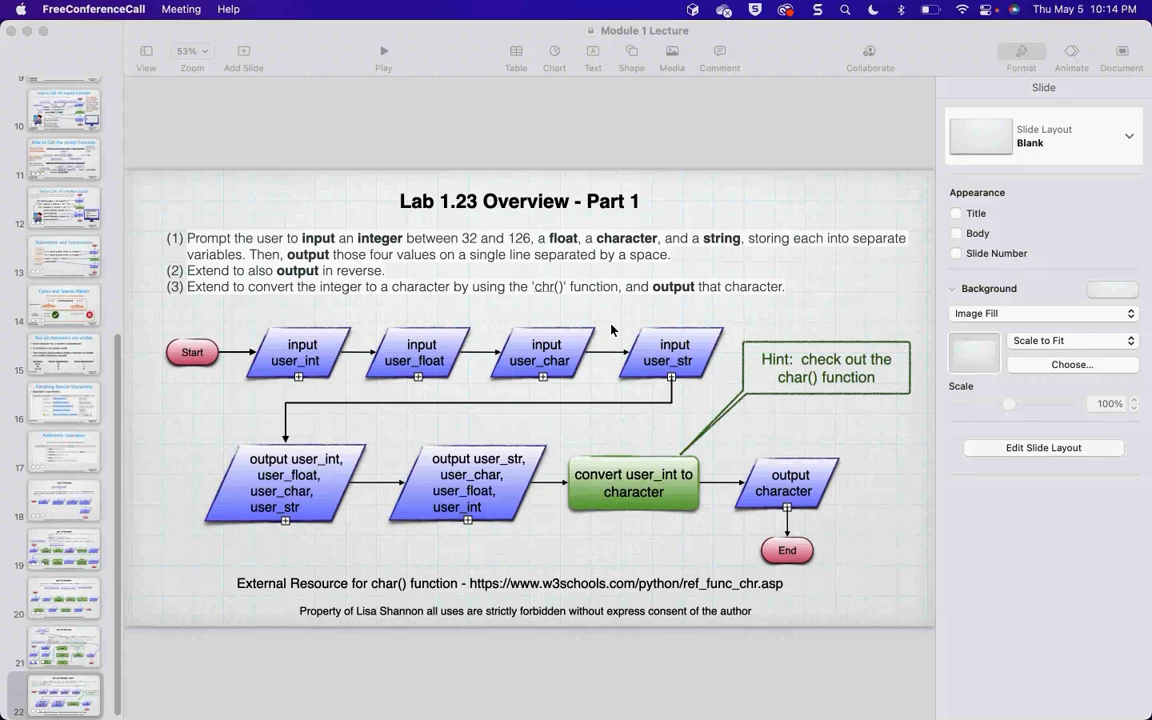 FreeConferenceCall Meeting Help Thu May 5 10:14 PM
Module 1 Lecture
53%
View Zoom Add Slide Play Table Chart Text Shape Media Comment Collaborate Format Animate Document
Slide
Slide Layout
Blank
Appearance
Title
Body
Slide Number
Background
Image Fill
Scale to Fit
Choose...
Scale
100%
Edit Slide Layout
9
10
11
12
13
14
15
16
17
18
19
20
21
22
Lab 1.23 Overview - Part 1
(1) Prompt the user to input an integer between 32 and 126, a float, a character, and a string, storing each into separate
variables. Then, output those four values on a single line separated by a space.
(2) Extend to also output in reverse.
(3) Extend to convert the integer to a character by using the 'chr()' function, and output that character.
Start
input
user_int
input
user_float
input
user_char
input
user_str
Hint: check out the
char() function
output user_int,
user_float,
user_char,
user_str
output user_str,
user_char,
user_float,
user_int
convert user_int to
character
output
character
End
External Resource for char() function - https://www.w3schools.com/python/ref_func_chr.asp
Property of Lisa Shannon all uses are strictly forbidden without express consent of the author